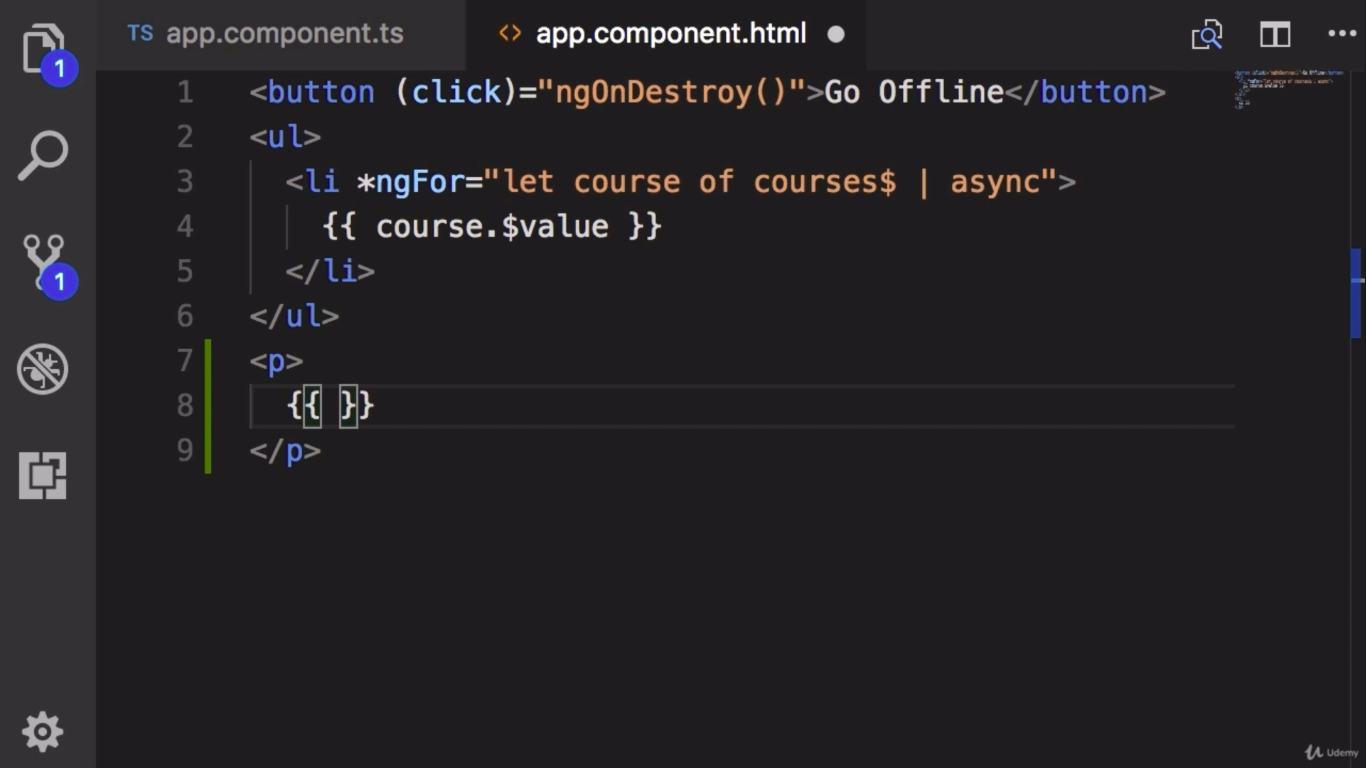 TS app.component.ts <> app.component.html
1
1
1 <button (click)="ngOnDestroy()">Go Offline</button>
2 <ul>
3 <li *ngFor="let course of courses$ | async">
4 {{ course.$value }}
5 </li>
6 </ul>
7 <p>
8 {{ }}
9 </p>
Udemy